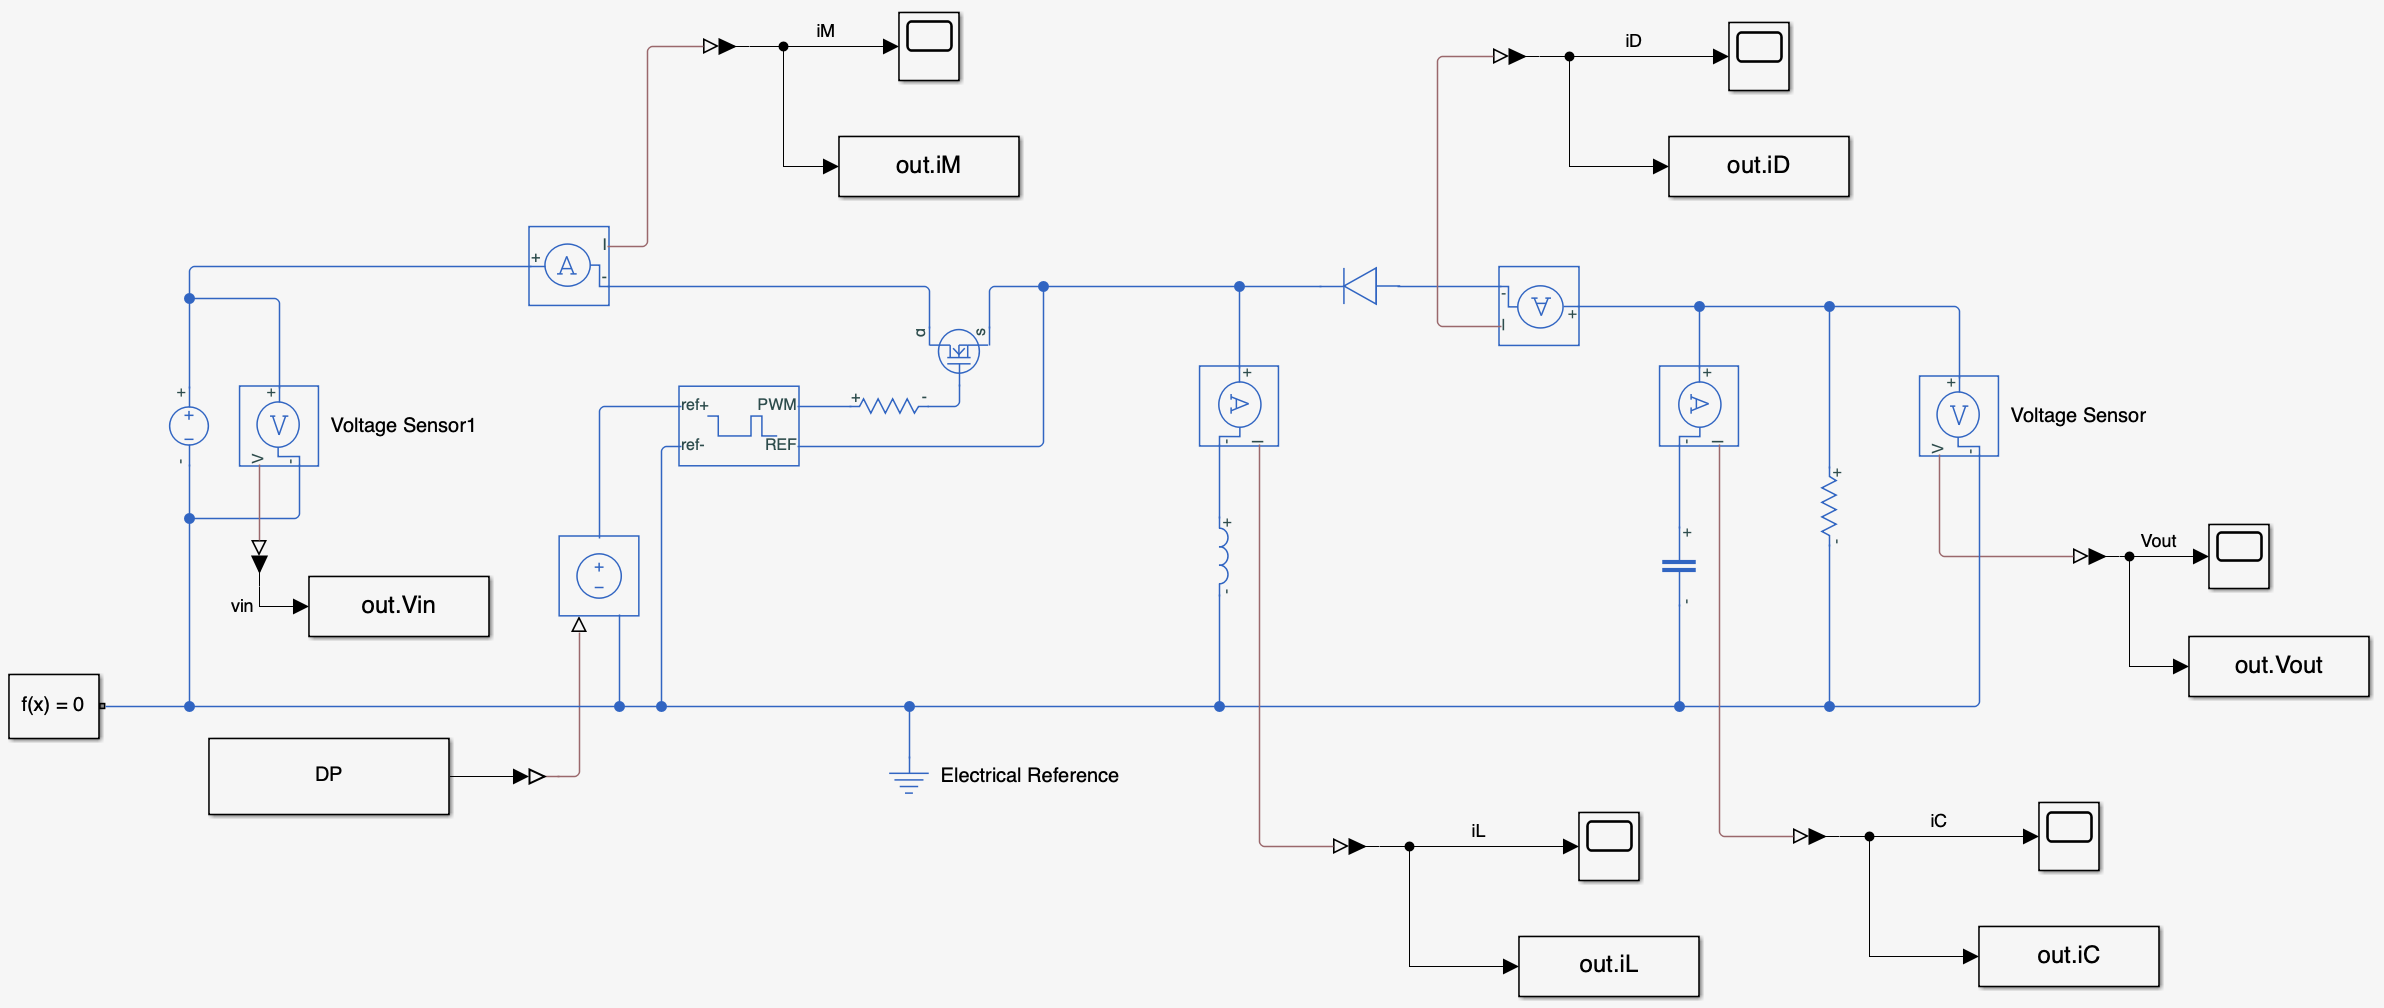 iM
iD
out.iM
out.iD
+
A
I
-
-
A
I
+
d
s
+
+
-
+
V
V
-
Voltage Sensor1
ref+
PWM
ref-
REF
+
-
+
A
-
I
+
A
-
I
+
V
V
-
Voltage Sensor
+
-
+
-
+
-
+
-
Vout
vin
out.Vin
+
-
out.Vout
f(x) = 0
DP
Electrical Reference
iL
iC
out.iL
out.iC